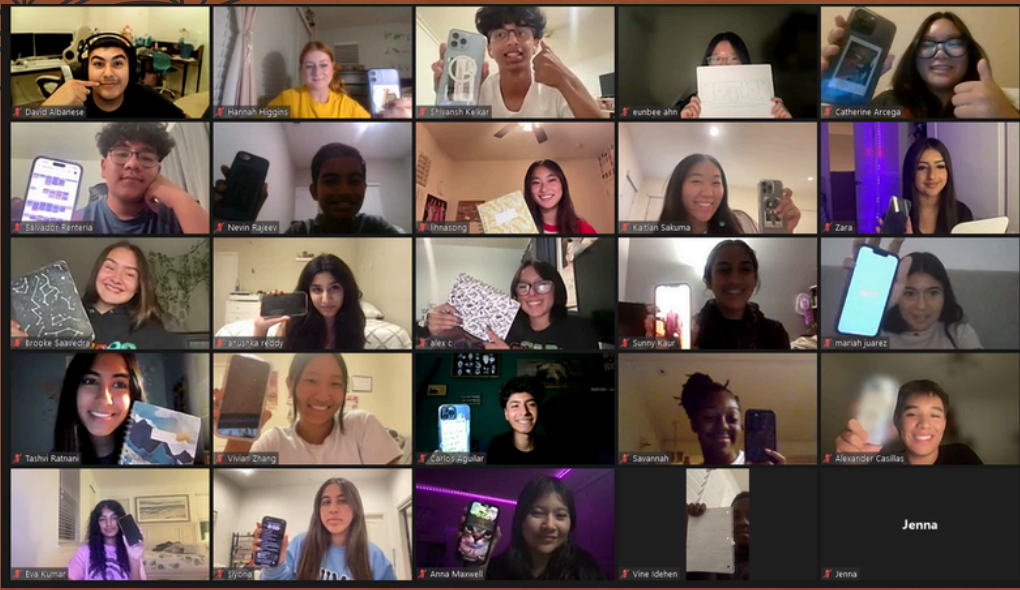 David Albanese
Hannah Higgins
Shivansh Kelkar
eunbee ahn
Catherine Arcega
Salvador Renteria
Nevin Rajeev
linnasong
Kaitlan Sakuma
Zara
Brooke Saavedra
anushka reddy
alex c
Sunny Kaur
mariah juarez
Tashvi Ratnani
Vivian Zhang
Carlos Aguilar
Savannah
Alexander Casillas
Eva Kumar
siyona
Anna Maxwell
Vine Idehen
Jenna
Jenna